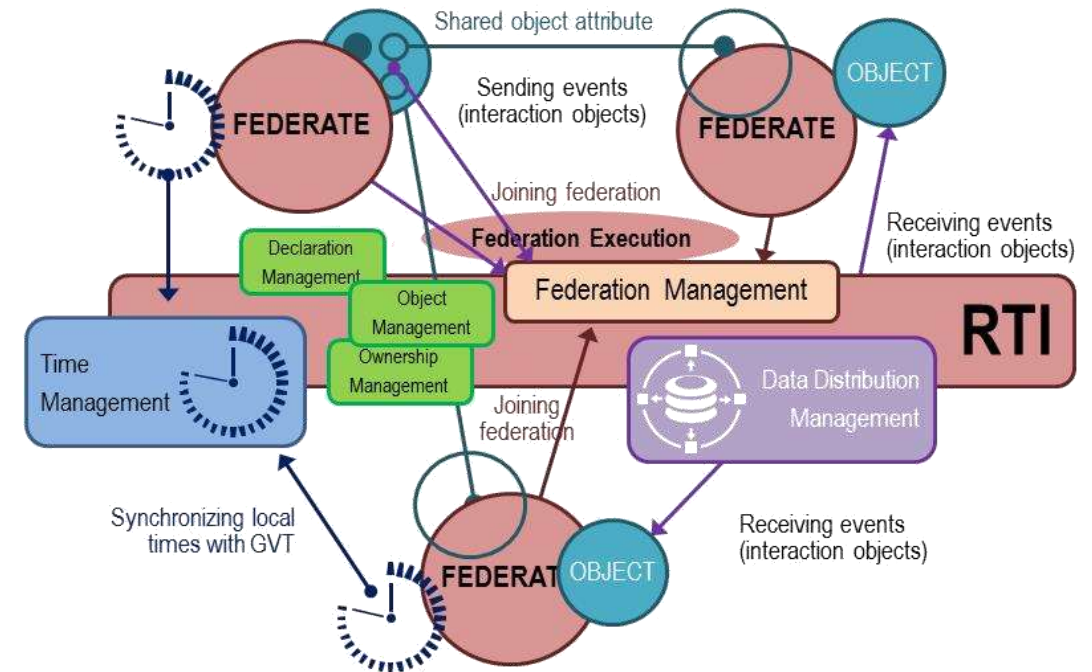 Shared object attribute
OBJECT
FEDERATE
Sending events
(interaction objects)
FEDERATE
Joining federation
Receiving events
(interaction objects)
Federation Execution
Declaration
Management
Object
Management
Federation Management
RTI
Time
Management
Ownership
Management
Data Distribution
Management
Joining
federation
Synchronizing local
times with GVT
Receiving events
(interaction objects)
FEDERAT
OBJECT